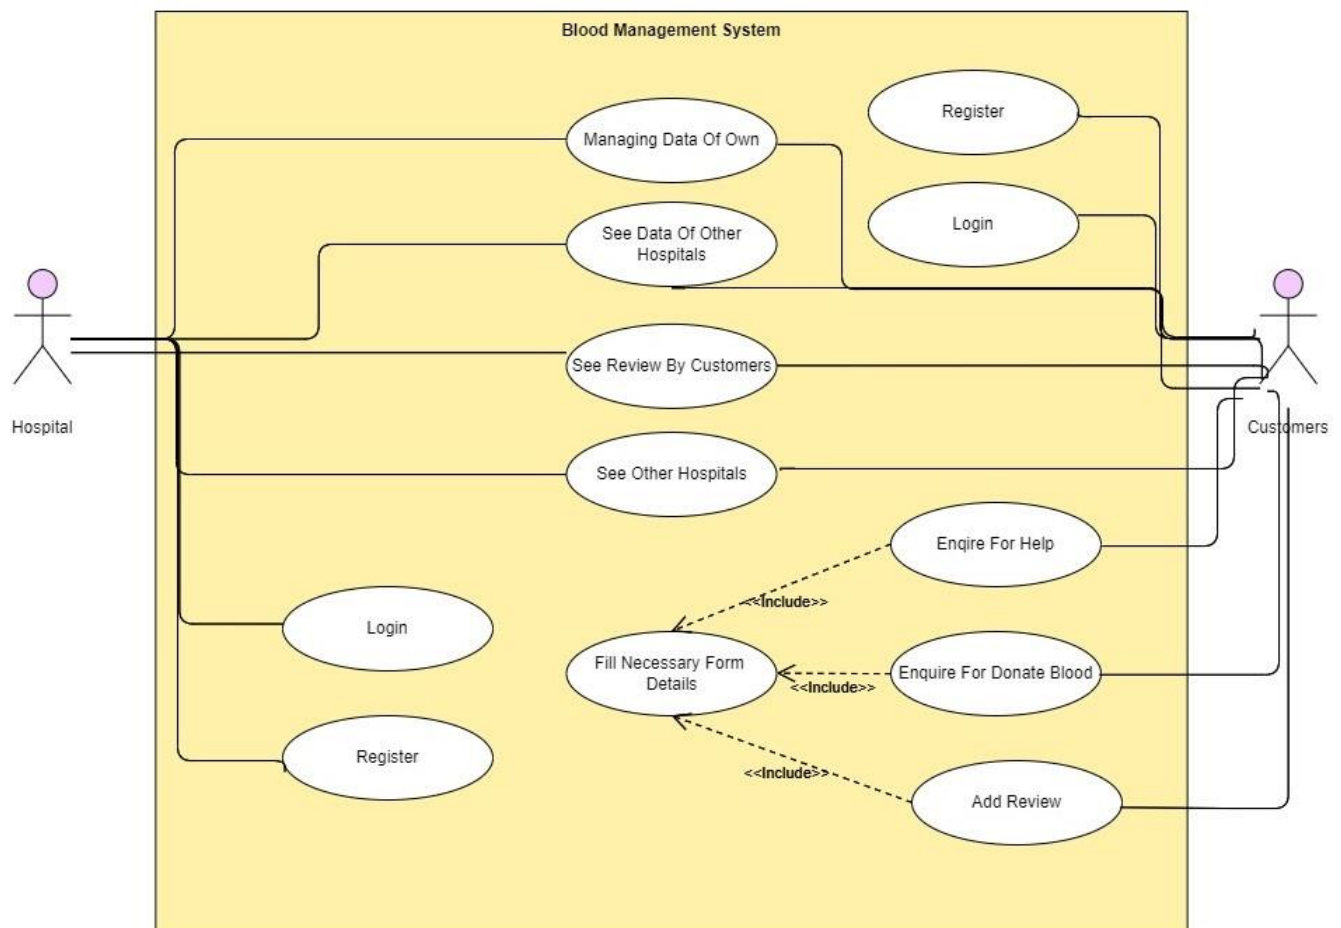 Blood Management System
Register
Managing Data Of Own
Login
See Data Of Other
Hospitals
See Review By Customers
Hospital
Customers
See Other Hospitals
Enqire For Help
<<Include>>
Login
Fill Necessary Form
Details
Enquire For Donate Blood
<<Include>>
Register
<<Include>>
Add Review